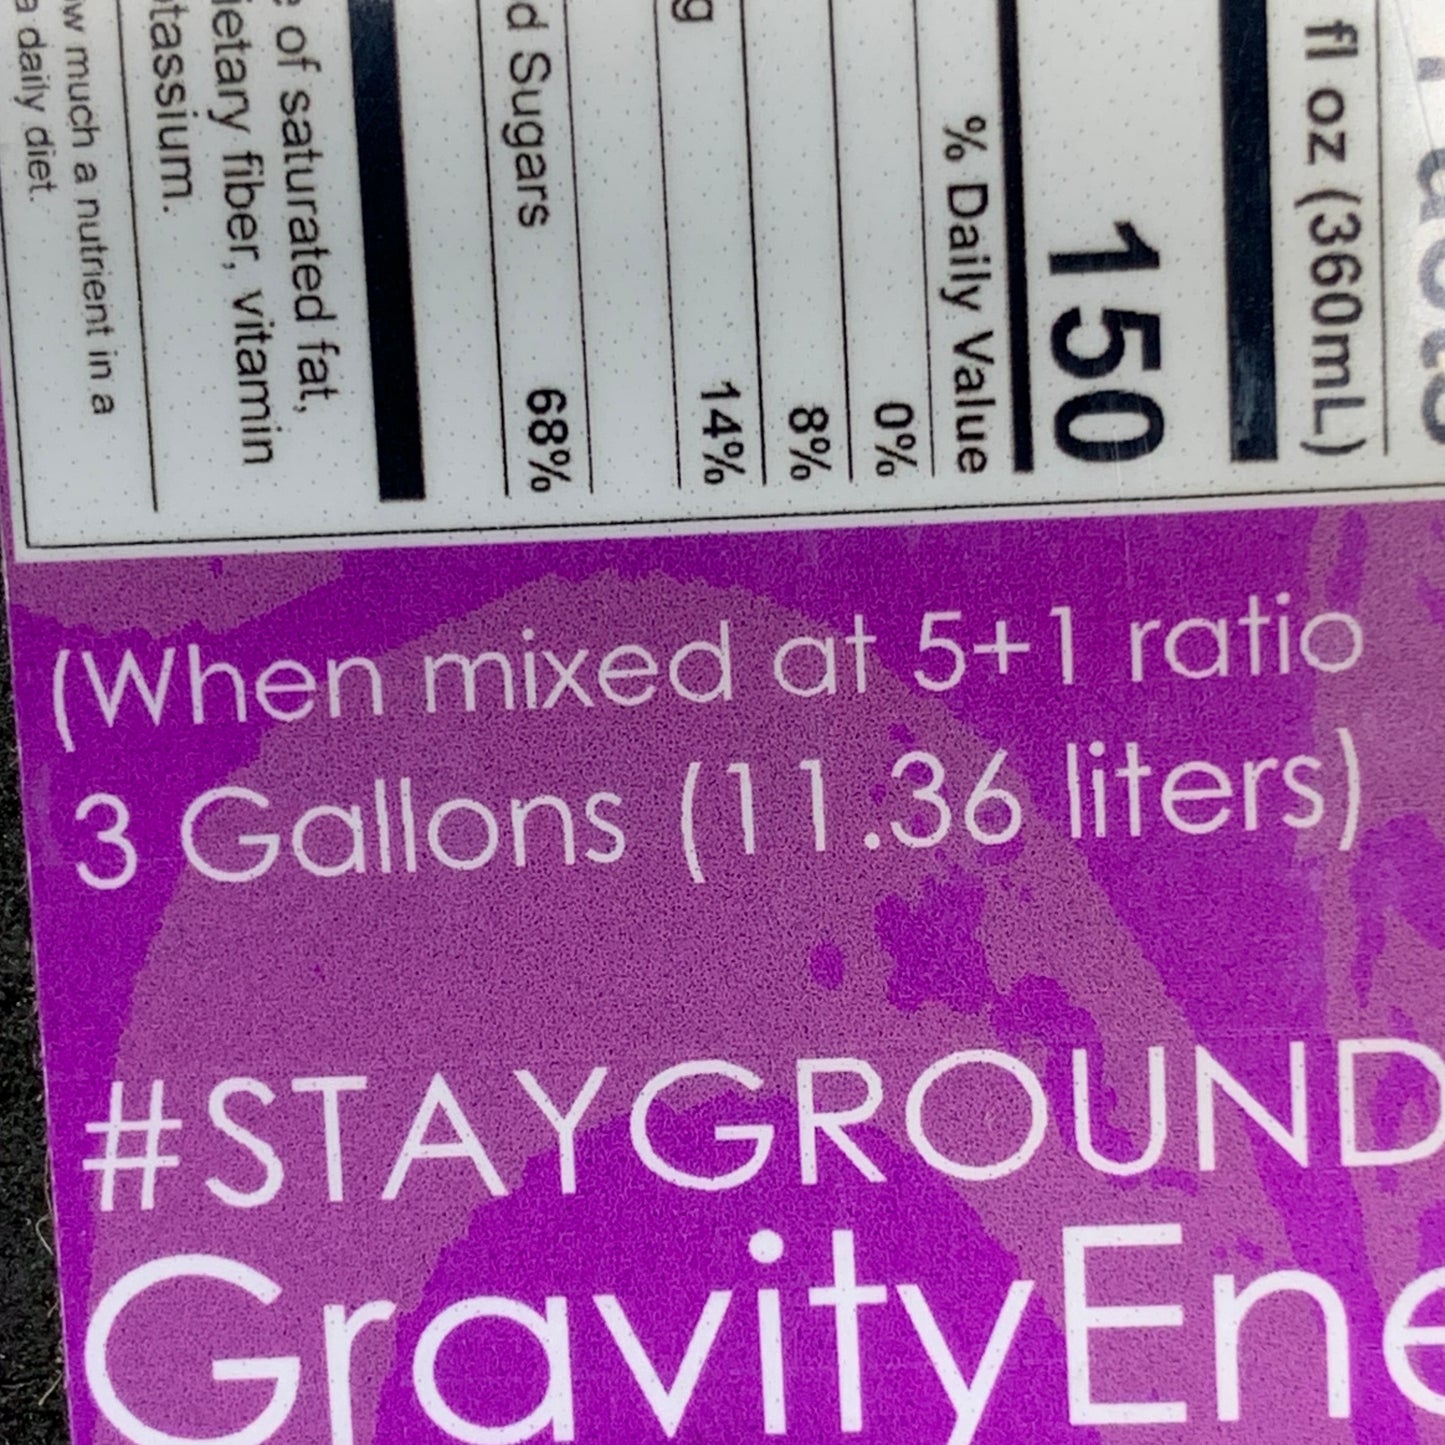 fl oz (360mL)
150
% Daily Value
0%
8%
14%
g
d Sugars 68%
of saturated fat,
ietary fiber, vitamin
tassium.
much a nutrient in a
a daily diet.
(When mixed at 5+1 ratio
3 Gallons (11.36 liters)
#STAYGROUND
GravityEne